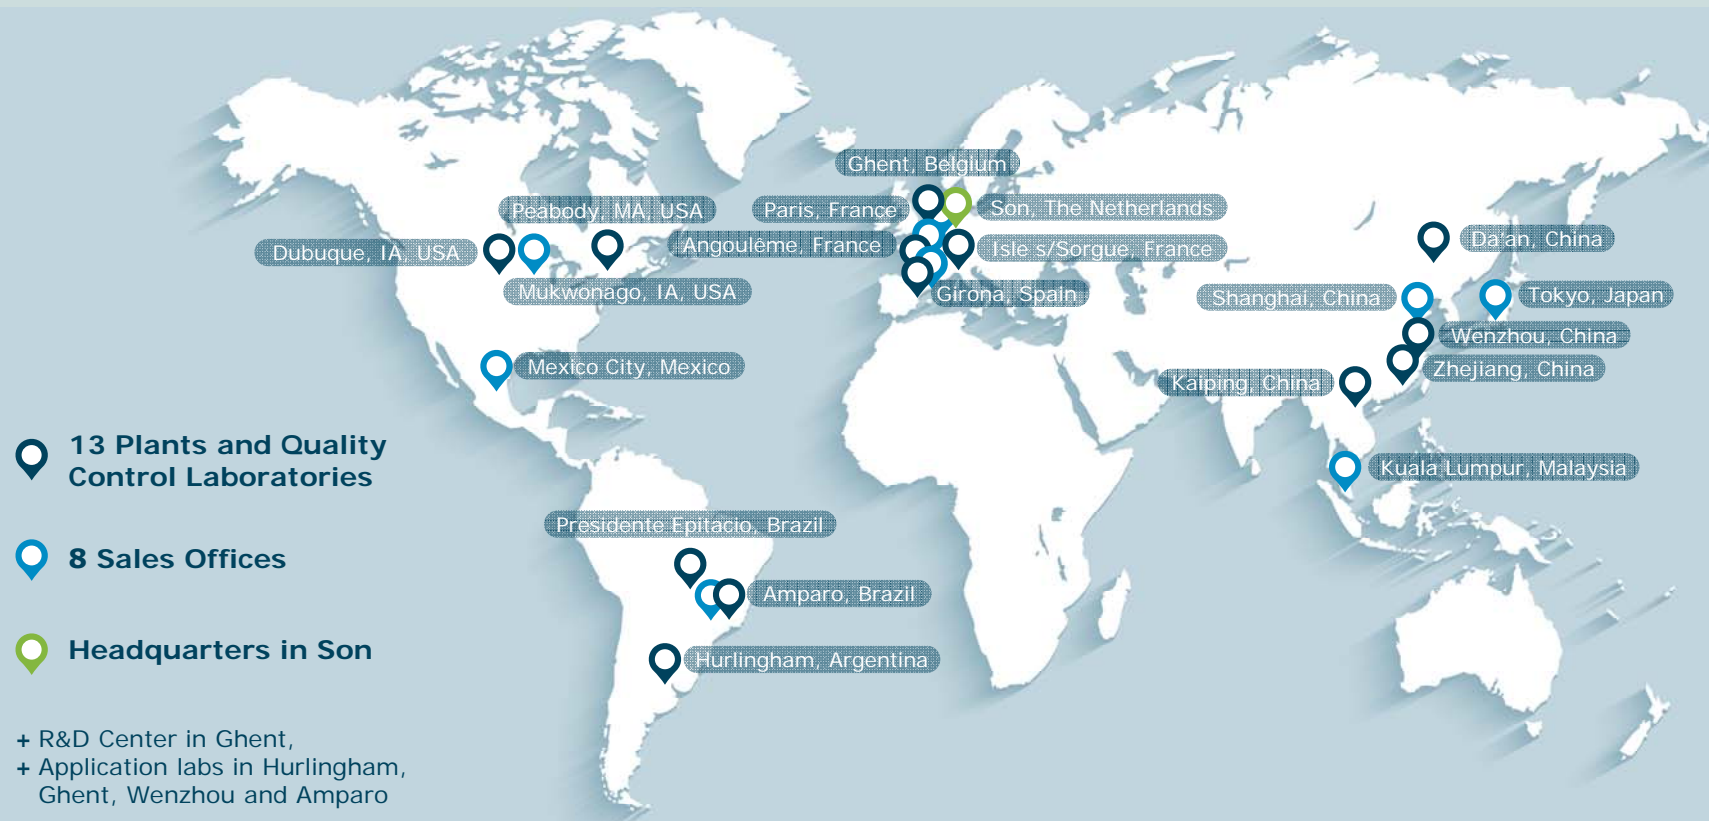 Ghent, Belgium
Peabody, MA, USA
Paris, France
Son, The Netherlands
Dubuque, IA, USA
Angoulême, France
Isle s/Sorgue, France
Da'an, China
Mukwonago, IA, USA
Girona, Spain
Shanghai, China
Tokyo, Japan
Wenzhou, China
Mexico City, Mexico
Zhejiang, China
Kaiping, China
13 Plants and Quality
Control Laboratories
Kuala Lumpur, Malaysia
Presidente Epitácio, Brazil
8 Sales Offices
Amparo, Brazil
Headquarters in Son
Hurlingham, Argentina
+ R&D Center in Ghent,
+ Application labs in Hurlingham,
Ghent, Wenzhou and Amparo